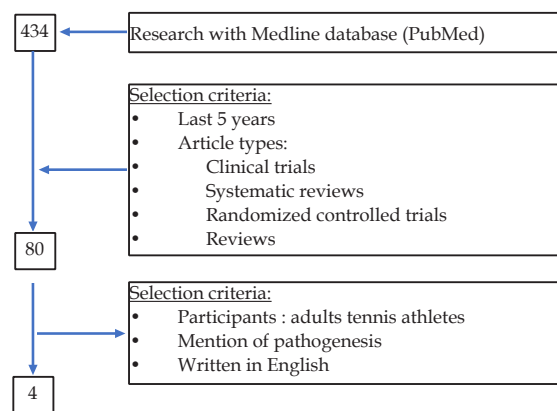 434
Research with Medline database (PubMed)
Selection criteria:
• Last 5 years
• Article types:
• Clinical trials
• Systematic reviews
• Randomized controlled trials
• Reviews
80
Selection criteria:
• Participants : adults tennis athletes
• Mention of pathogenesis
• Written in English
4